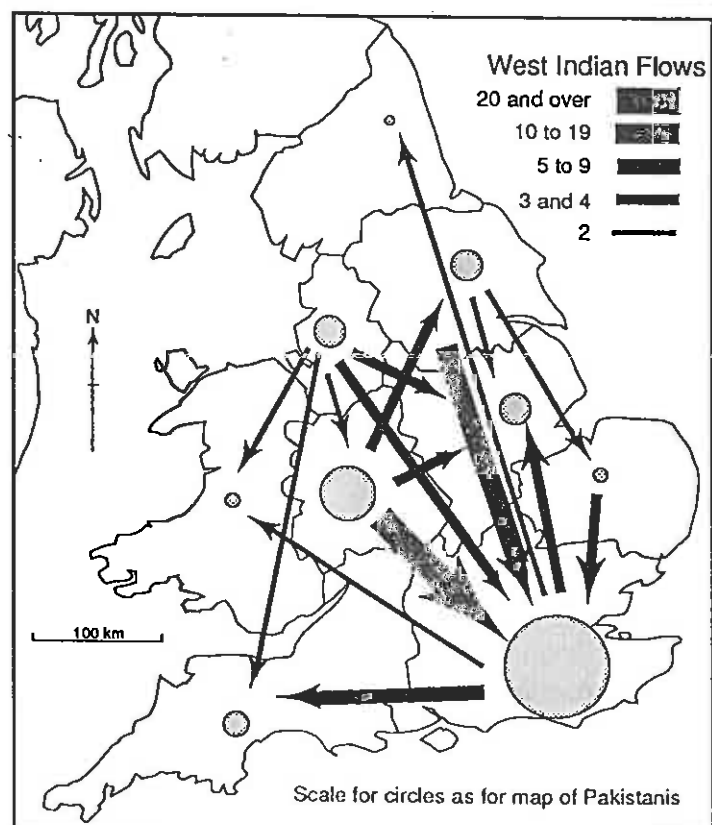 West Indian Flows
20 and over
10 to 19
5 to 9
3 and 4
2
N
100 km
Scale for circles as for map of Pakistanis